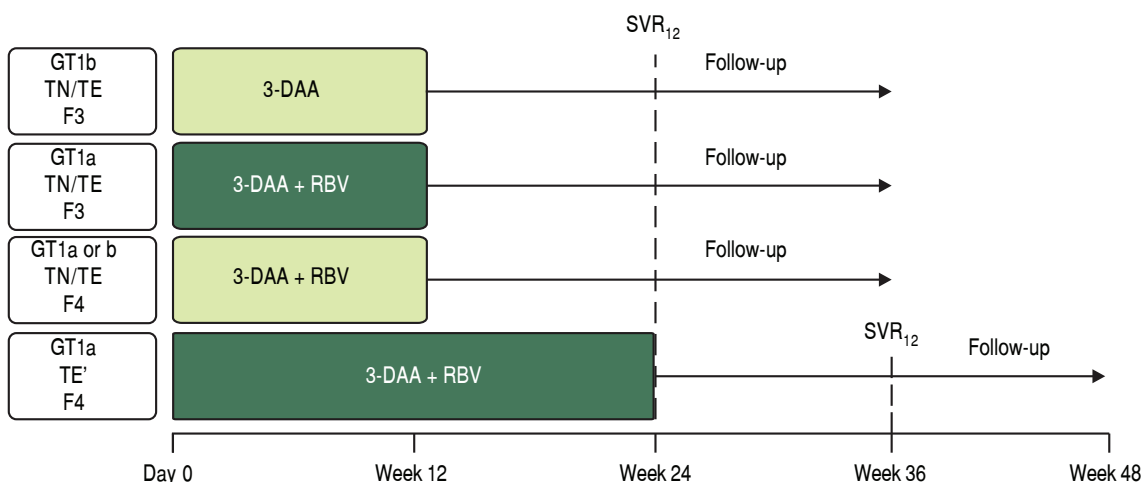 SVR12
GT1b
TN/TE
F3
3-DAA
Follow-up
GT1a
TN/TE
F3
3-DAA + RBV
Follow-up
GT1a or b
TN/TE
F4
3-DAA + RBV
Follow-up
GT1a
TE'
F4
3-DAA + RBV
SVR12
Follow-up
Day 0
Week 12
Week 24
Week 36
Week 48